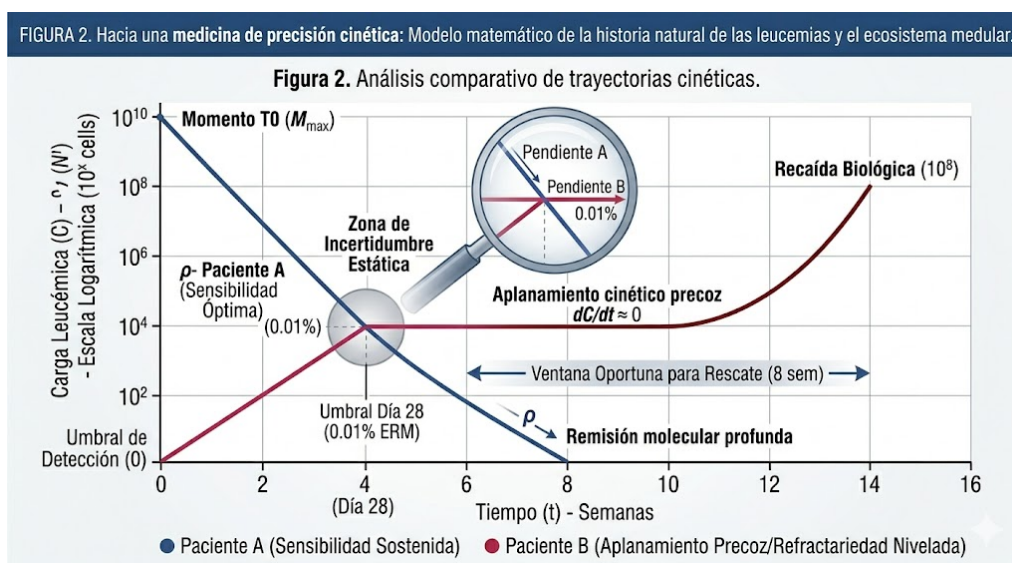 FIGURA 2. Hacia una medicina de precisión cinética: Modelo matemático de la historia natural de las leucemias y el ecosistema medular.
Figura 2. Análisis comparativo de trayectorias cinéticas.
Carga Leucémica (C) –
- Escala Logarítmica (10ˣ cells)
10¹⁰
10⁸
10⁶
10⁴
10²
Umbral de
Detección (0)
Momento T0 (Mmax)
Zona de
Incertidumbre
Estática
ρ- Paciente A
(Sensibilidad
Óptima)
(0.01%)
Pendiente A
Pendiente B
0.01%
Recaída Biológica (10⁸)
Aplanamiento cinético precoz
dC/dt ≈ 0
Ventana Oportuna para Rescate (8 sem)
Umbral Día 28
(0.01% ERM)
ρ
Remisión molecular profunda
0 2 4 6 8 10 12 14 16
(Día 28)
Tiempo (t) - Semanas
Paciente A (Sensibilidad Sostenida)
Paciente B (Aplanamiento Precoz/Refractariedad Nivelada)